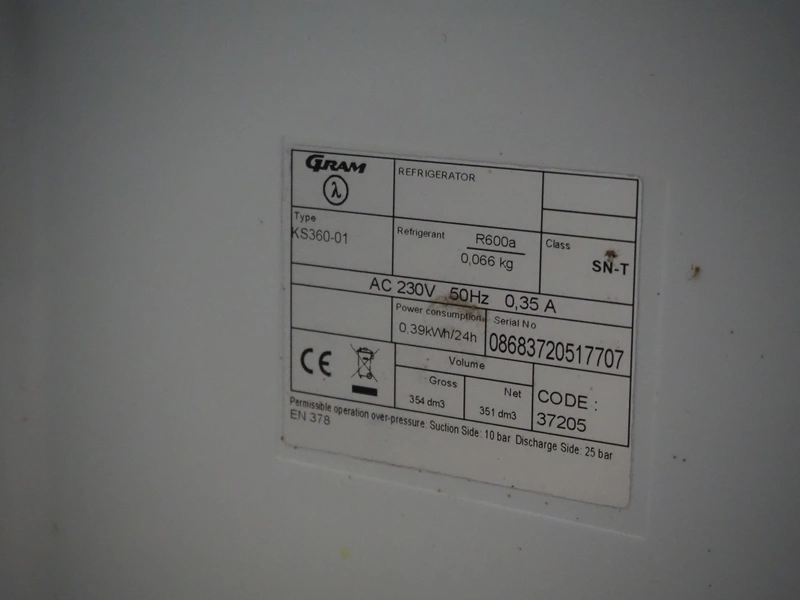 GRAM
λ
REFRIGERATOR
Type
KS360-01
Refrigerant
R600a
0,066 kg
Class
SN-T
AC 230V 50Hz 0,35 A
Power consumption
0,39kWh/24h
Serial No
08683720517707
CE
Volume
Gross
354 dm3
Net
351 dm3
CODE :
37205
Permissible operation over-pressure: Suction Side: 10 bar Discharge Side: 25 bar
EN 378